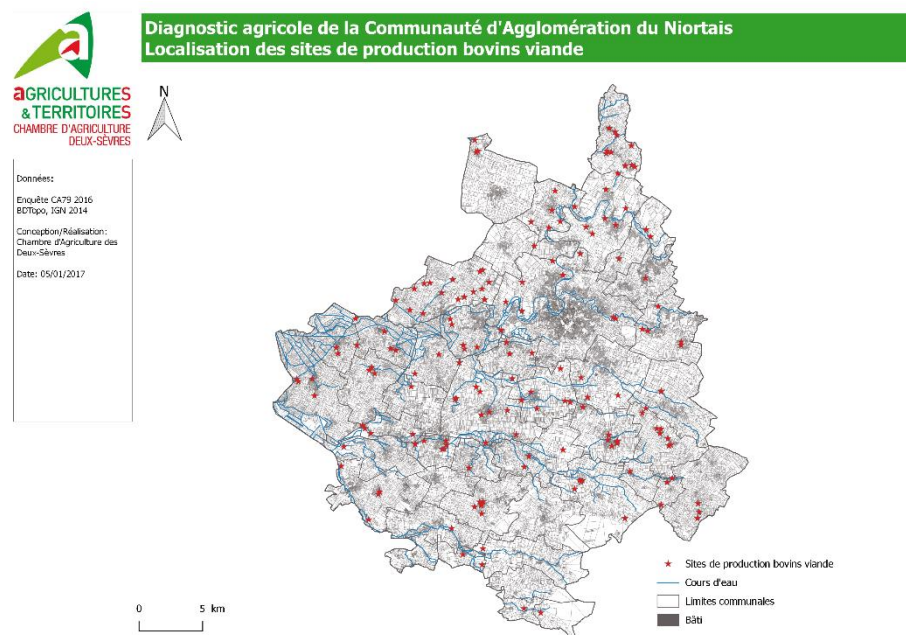 Diagnostic agricole de la Communauté d'Agglomération du Niortais
Localisation des sites de production bovins viande
a
aGRICULTURES
& TERRITOIRES
CHAMBRE D'AGRICULTURE
DEUX-SÈVRES
N
Données:
Enquête CA79 2016
BDTopo, IGN 2014
Conception/Réalisation:
Chambre d'Agriculture des
Deux-Sèvres
Date: 05/01/2017
Sites de production bovins viande
Cours d'eau
Limites communales
Bâti
0 5 km